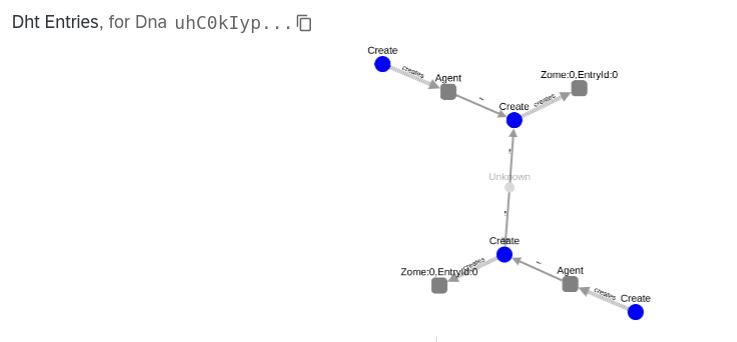 Dht Entries, for Dna uhC0kIyp...
Create
creates
Agent
Zome:0,EntryId:0
Create
creates
Unknown
Create
creates
Zome:0,EntryId:0
Agent
creates
Create